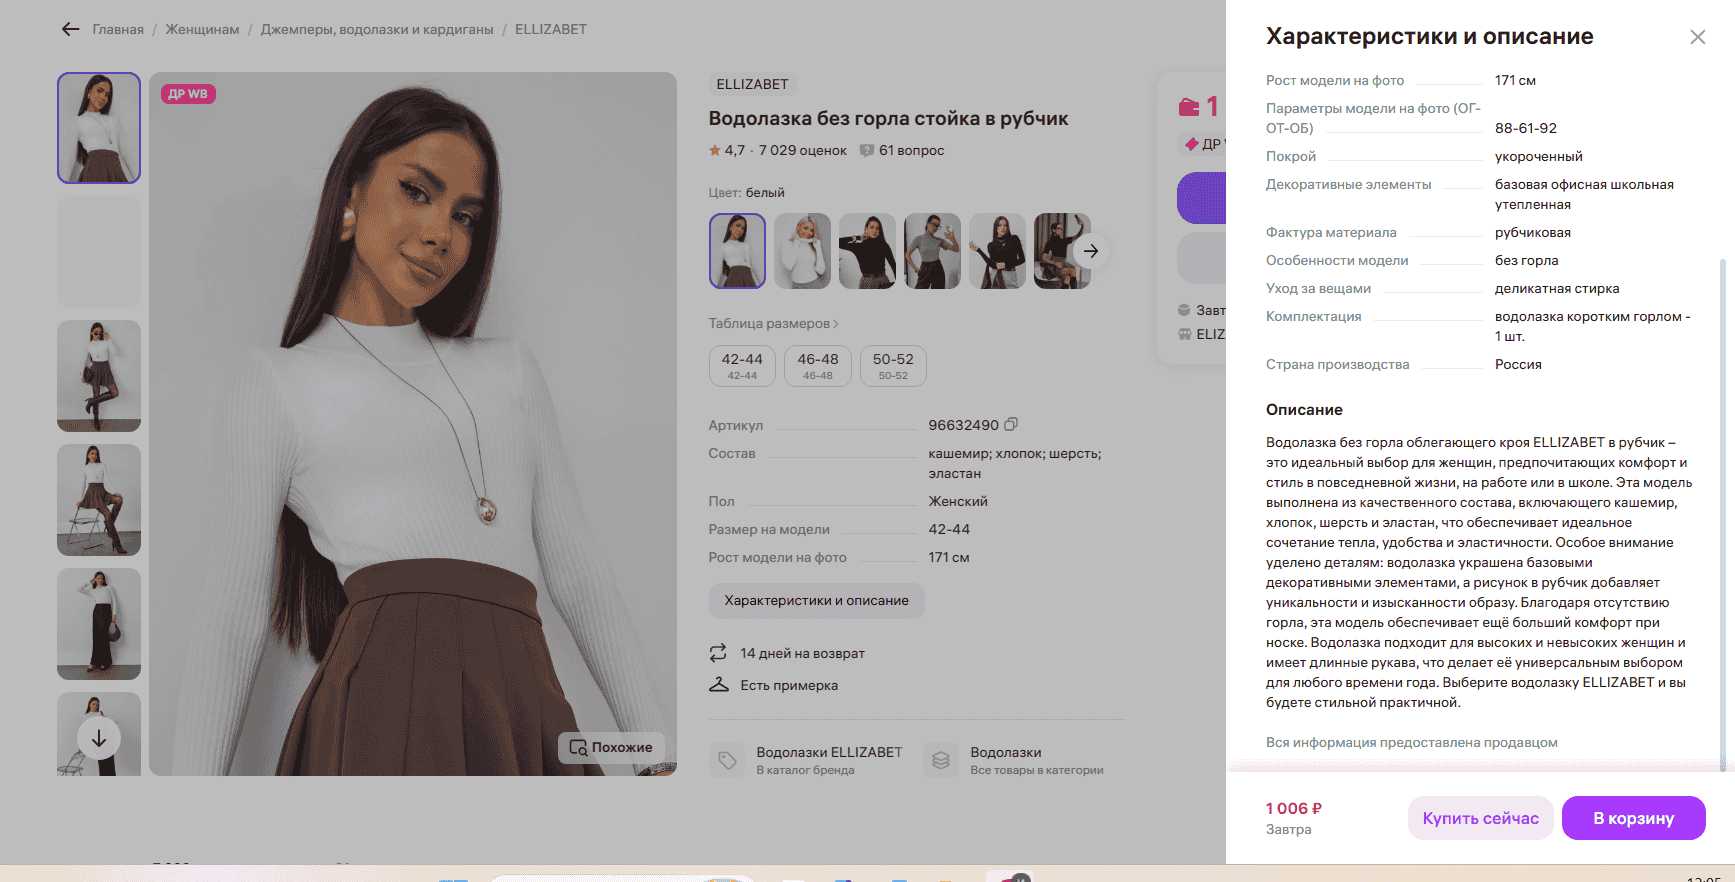 Главная / Женщинам / Джемперы, водолазки и кардиганы / ELLIZABET
ДР WB
Похожие
ELLIZABET
Водолазка без горла стойка в рубчик
4,7 · 7 029 оценок 61 вопрос
Цвет: белый
Таблица размеров
42-44 46-48 50-52
42-44 46-48 50-52
Артикул 96632490
Состав кашемир; хлопок; шерсть;
эластан
Пол Женский
Размер на модели 42-44
Рост модели на фото 171 см
Характеристики и описание
14 дней на возврат
Есть примерка
Водолазки ELLIZABET
В каталог бренда
Водолазки
Все товары в категории
1
ДР
Завт
ELIZ
Характеристики и описание
Рост модели на фото 171 см
Параметры модели на фото (ОГ-
ОТ-ОБ) 88-61-92
Покрой укороченный
Декоративные элементы базовая офисная школьная
утепленная
Фактура материала рубчиковая
Особенности модели без горла
Уход за вещами деликатная стирка
Комплектация водолазка коротким горлом -
1 шт.
Страна производства Россия
Описание
Водолазка без горла облегающего кроя ELLIZABET в рубчик –
это идеальный выбор для женщин, предпочитающих комфорт и
стиль в повседневной жизни, на работе или в школе. Эта модель
выполнена из качественного состава, включающего кашемир,
хлопок, шерсть и эластан, что обеспечивает идеальное
сочетание тепла, удобства и эластичности. Особое внимание
уделено деталям: водолазка украшена базовыми
декоративными элементами, а рисунок в рубчик добавляет
уникальности и изысканности образу. Благодаря отсутствию
горла, эта модель обеспечивает ещё больший комфорт при
носке. Водолазка подходит для высоких и невысоких женщин и
имеет длинные рукава, что делает её универсальным выбором
для любого времени года. Выберите водолазку ELLIZABET и вы
будете стильной практичной.
Вся информация предоставлена продавцом
1 006 ₽
Завтра
Купить сейчас
В корзину